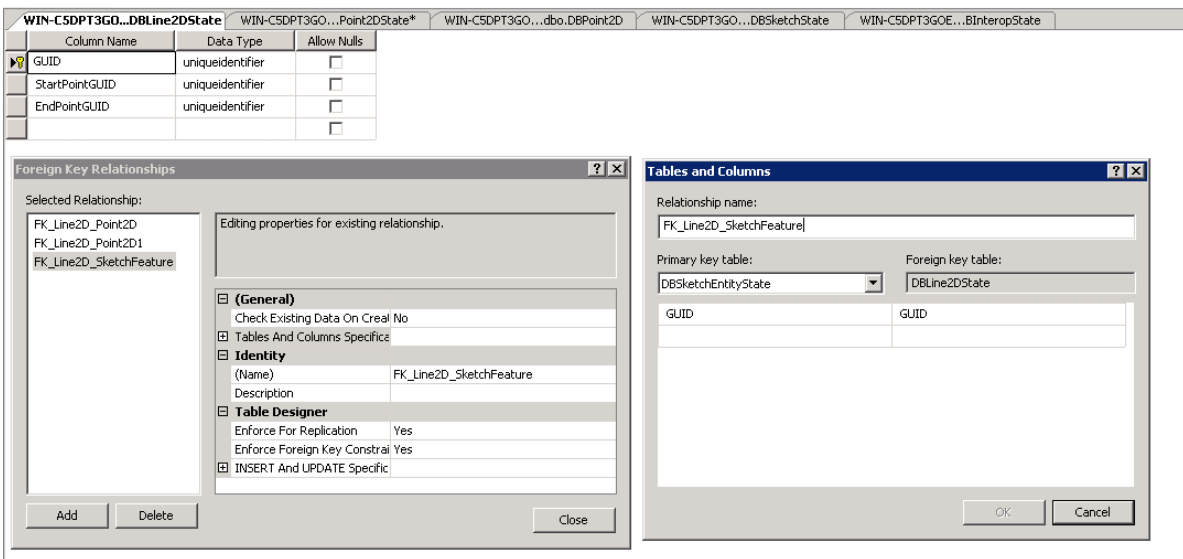 WIN-C5DPT3GO...DBLine2DState WIN-C5DPT3GO...Point2DState* WIN-C5DPT3GO...dbo.DBPoint2D WIN-C5DPT3GO...DBSketchState WIN-C5DPT3GOE...BInteropState
Column Name Data Type Allow Nulls
GUID uniqueidentifier
StartPointGUID uniqueidentifier
EndPointGUID uniqueidentifier
Foreign Key Relationships
Selected Relationship:
FK_Line2D_Point2D
FK_Line2D_Point2D1
FK_Line2D_SketchFeature
Editing properties for existing relationship.
(General)
Check Existing Data On Creat No
Tables And Columns Specifica
Identity
(Name) FK_Line2D_SketchFeature
Description
Table Designer
Enforce For Replication Yes
Enforce Foreign Key Constrai Yes
INSERT And UPDATE Specific
Add Delete
Close
Tables and Columns
Relationship name:
FK_Line2D_SketchFeature
Primary key table: Foreign key table:
DBSketchEntityState DBLine2DState
GUID GUID
OK Cancel